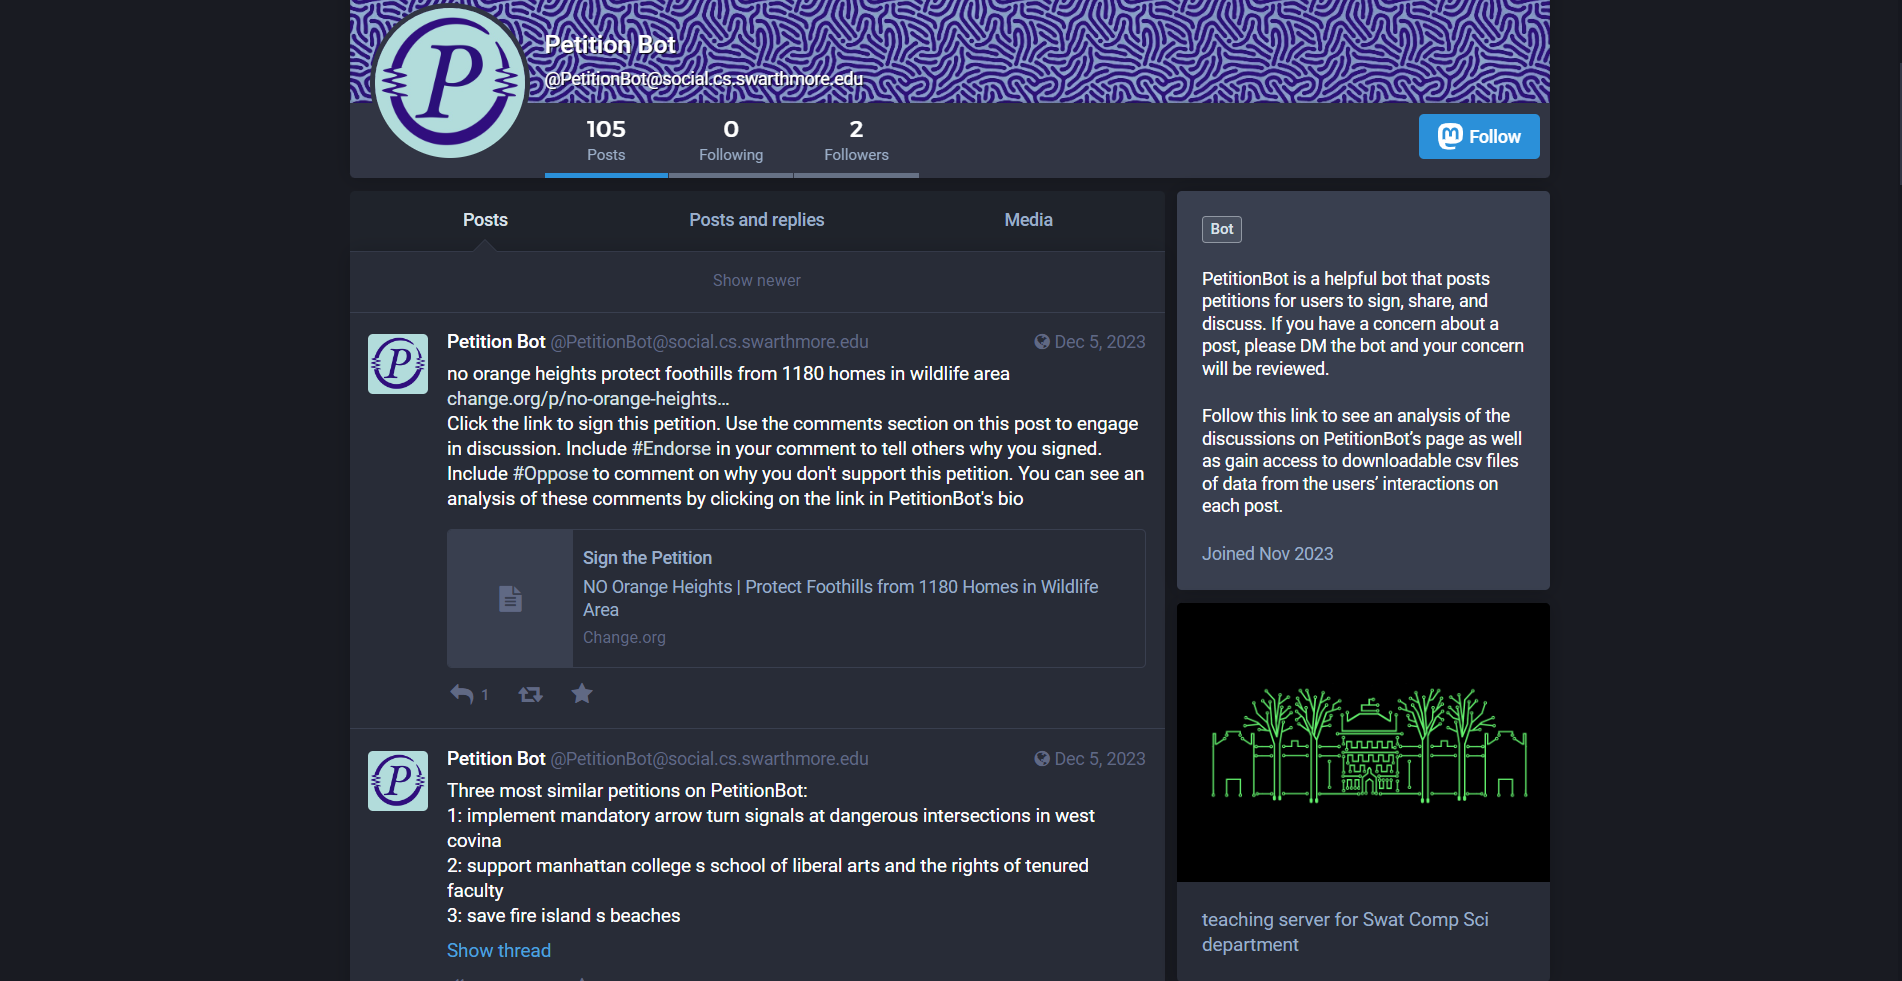 P
Petition Bot
@PetitionBot@social.cs.swarthmore.edu
105
Posts
0
Following
2
Followers
Follow
Posts
Posts and replies
Media
Show newer
P
Petition Bot @PetitionBot@social.cs.swarthmore.edu
Dec 5, 2023
no orange heights protect foothills from 1180 homes in wildlife area
change.org/p/no-orange-heights…
Click the link to sign this petition. Use the comments section on this post to engage
in discussion. Include #Endorse in your comment to tell others why you signed.
Include #Oppose to comment on why you don't support this petition. You can see an
analysis of these comments by clicking on the link in PetitionBot's bio
Sign the Petition
NO Orange Heights | Protect Foothills from 1180 Homes in Wildlife
Area
Change.org
1
P
Petition Bot @PetitionBot@social.cs.swarthmore.edu
Dec 5, 2023
Three most similar petitions on PetitionBot:
1: implement mandatory arrow turn signals at dangerous intersections in west
covina
2: support manhattan college s school of liberal arts and the rights of tenured
faculty
3: save fire island s beaches
Show thread
Bot
PetitionBot is a helpful bot that posts
petitions for users to sign, share, and
discuss. If you have a concern about a
post, please DM the bot and your concern
will be reviewed.
Follow this link to see an analysis of the
discussions on PetitionBot’s page as well
as gain access to downloadable csv files
of data from the users’ interactions on
each post.
Joined Nov 2023
teaching server for Swat Comp Sci
department